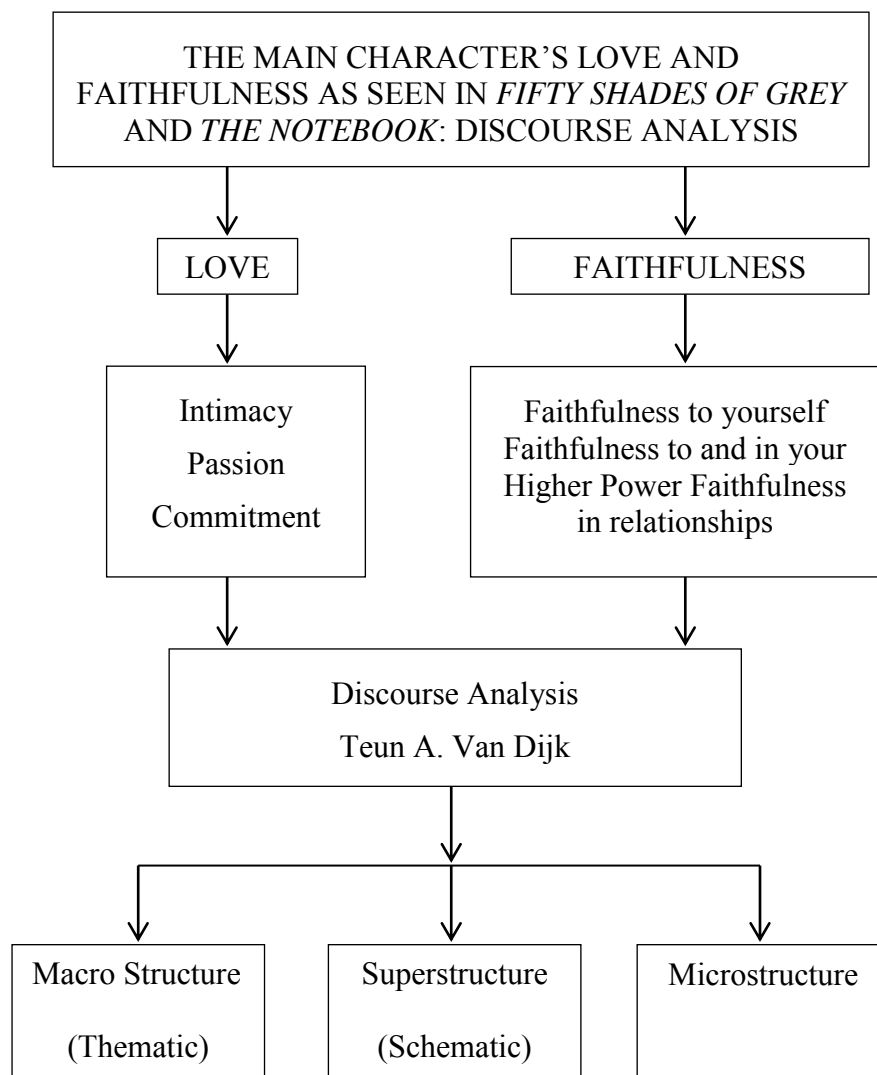 THE MAIN CHARACTER’S LOVE AND
FAITHFULNESS AS SEEN IN FIFTY SHADES OF GREY
AND THE NOTEBOOK: DISCOURSE ANALYSIS
LOVE
FAITHFULNESS
Intimacy
Passion
Commitment
Faithfulness to yourself
Faithfulness to and in your
Higher Power Faithfulness
in relationships
Discourse Analysis
Teun A. Van Dijk
Macro Structure
(Thematic)
Superstructure
(Schematic)
Microstructure